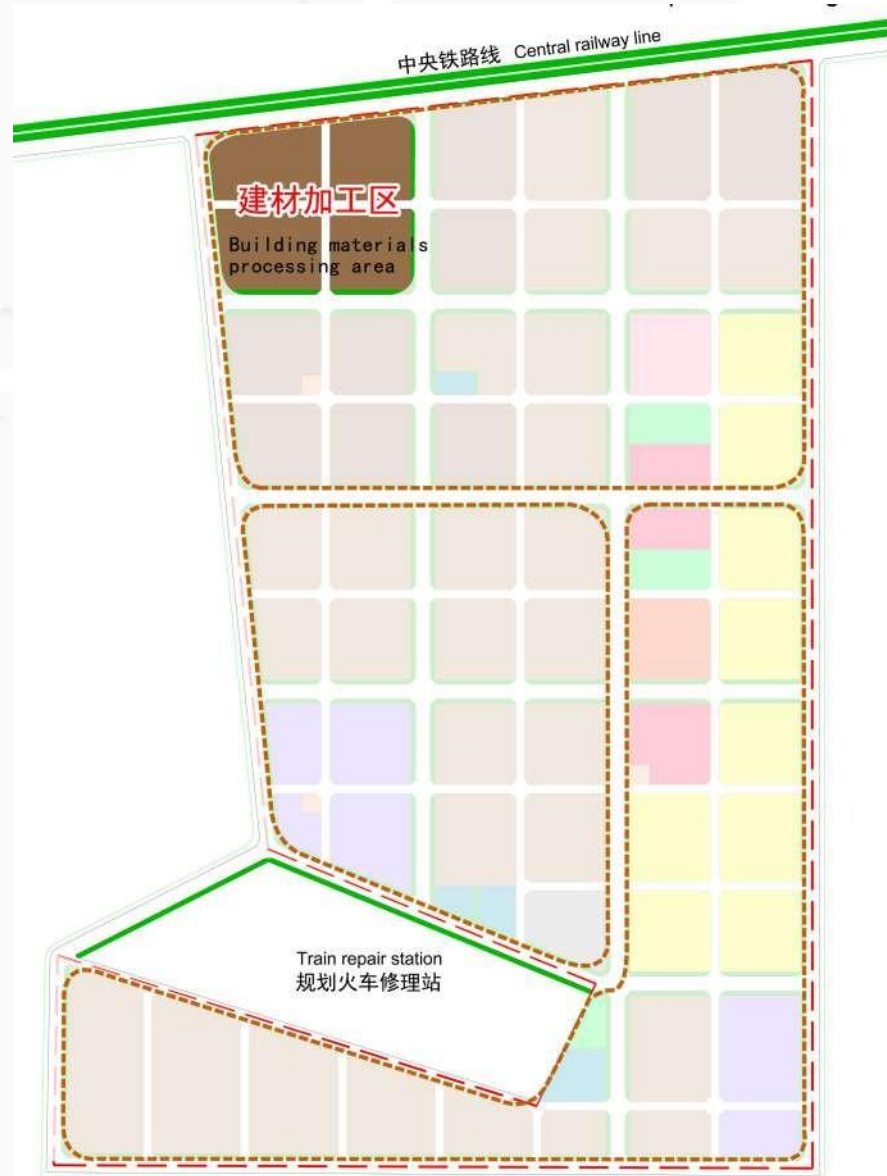 中央铁路线 Central railway line
建材加工区
Building materials
processing area
Train repair station
规划火车修理站